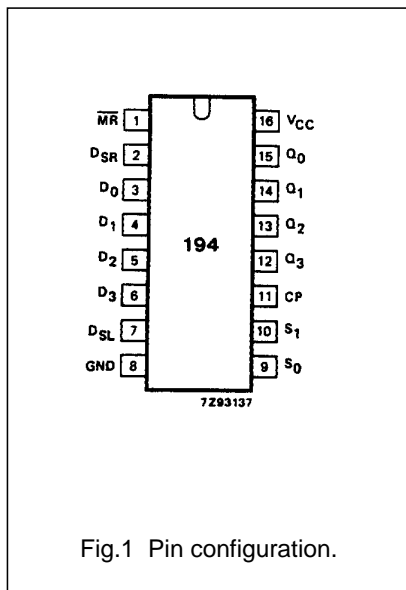 MR 1 16 VCC
DSR 2 15 Q0
D0 3 14 Q1
D1 4 13 Q2
194
D2 5 12 Q3
D3 6 11 CP
DSL 7 10 S1
GND 8 9 S0
7Z93137
Fig.1 Pin configuration.